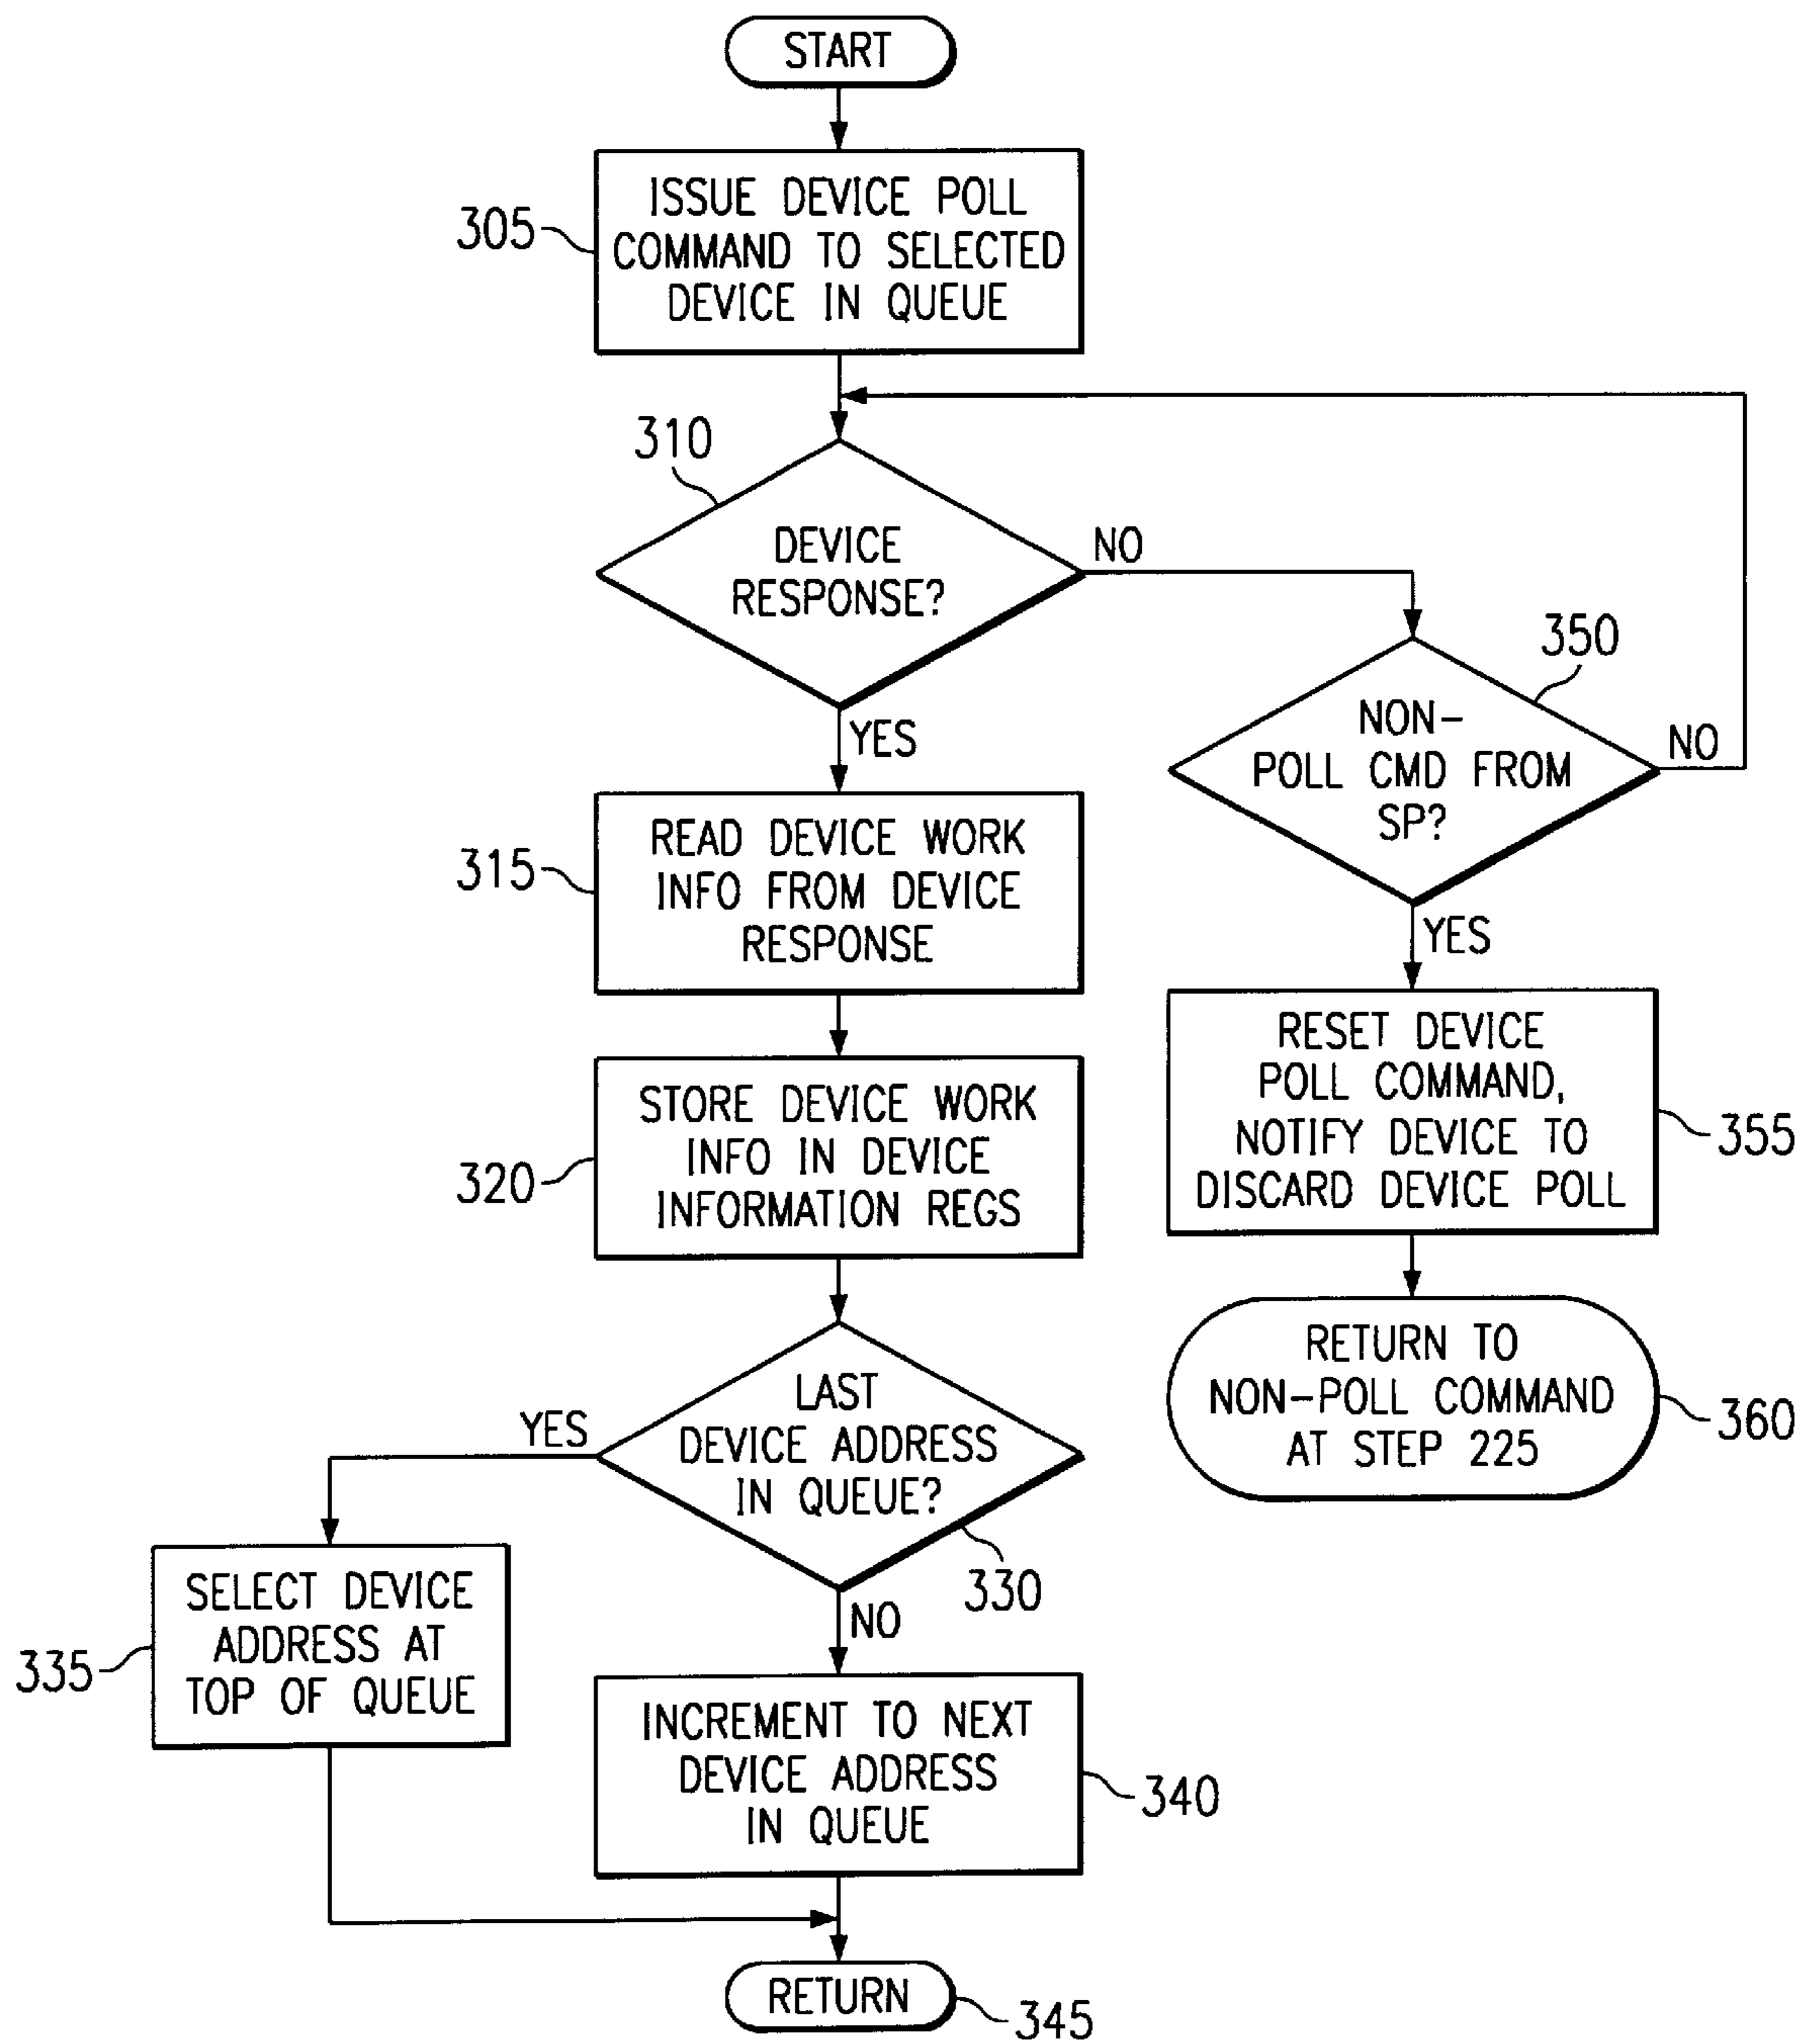 START
305
ISSUE DEVICE POLL
COMMAND TO SELECTED
DEVICE IN QUEUE
310
DEVICE
RESPONSE?
NO
YES
350
NON-
POLL CMD FROM
SP?
NO
YES
315
READ DEVICE WORK
INFO FROM DEVICE
RESPONSE
RESET DEVICE
POLL COMMAND,
NOTIFY DEVICE TO
DISCARD DEVICE POLL
355
320
STORE DEVICE WORK
INFO IN DEVICE
INFORMATION REGS
RETURN TO
NON-POLL COMMAND
AT STEP 225
360
LAST
DEVICE ADDRESS
IN QUEUE?
YES
330
NO
335
SELECT DEVICE
ADDRESS AT
TOP OF QUEUE
INCREMENT TO NEXT
DEVICE ADDRESS
IN QUEUE
340
RETURN
345